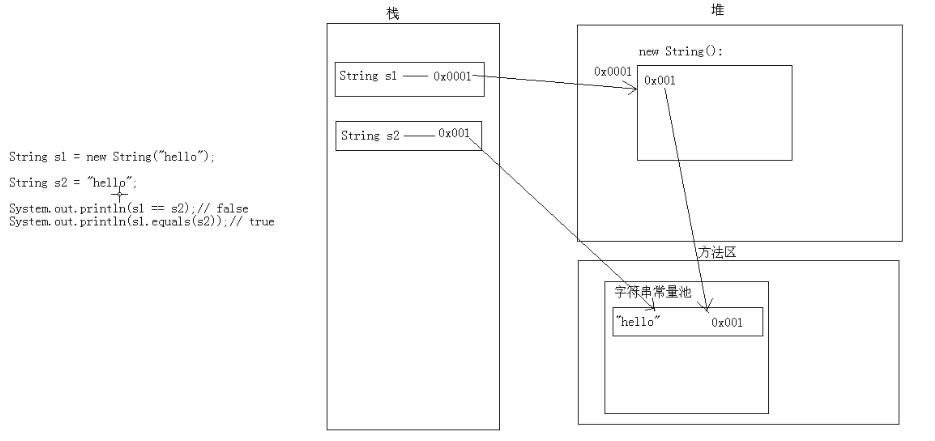 String s1 = new String("hello");
String s2 = "hello";
System.out.println(s1 == s2);// false
System.out.println(s1.equals(s2));// true
栈
String s1 0x0001
String s2 0x001
堆
new String():
0x0001
0x001
方法区
字符串常量池
"hello" 0x001